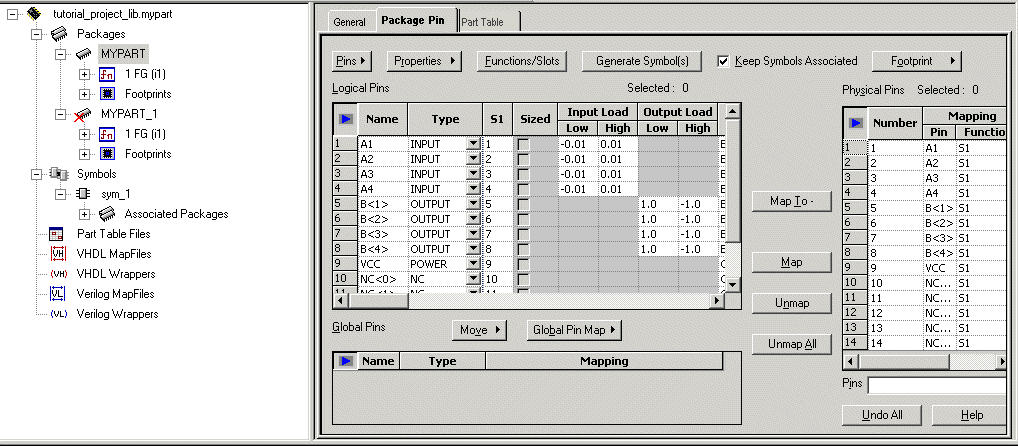 tutorial_project_lib.mypart
Packages
MYPART
1 FG (i1)
Footprints
MYPART_1
1 FG (i1)
Footprints
Symbols
sym_1
Associated Packages
Part Table Files
VHDL MapFiles
VHDL Wrappers
Verilog MapFiles
Verilog Wrappers
General Package Pin Part Table
Pins Properties Functions/Slots Generate Symbol(s) Keep Symbols Associated Footprint
Logical Pins Selected : 0
Name Type S1 Sized Input Load Output Load
Low High Low High
1 A1 INPUT 1 -0.01 0.01 E
2 A2 INPUT 2 -0.01 0.01 E
3 A3 INPUT 3 -0.01 0.01 E
4 A4 INPUT 4 -0.01 0.01 E
5 B<1> OUTPUT 5 1.0 -1.0 E
6 B<2> OUTPUT 6 1.0 -1.0 E
7 B<3> OUTPUT 7 1.0 -1.0 E
8 B<4> OUTPUT 8 1.0 -1.0 E
9 VCC POWER 9
10 NC<0> NC 10
11 NC<1> NC 11
Map To -
Map
Unmap
Unmap All
Physical Pins Selected : 0
Number Mapping
Pin Functio
1 1 A1 S1
2 2 A2 S1
3 3 A3 S1
4 4 A4 S1
5 5 B<1> S1
6 6 B<2> S1
7 7 B<3> S1
8 8 B<4> S1
9 9 VCC S1
10 10 NC... S1
11 11 NC... S1
12 12 NC... S1
13 13 NC... S1
14 14 NC... S1
Global Pins Move Global Pin Map
Name Type Mapping
Pins
Undo All Help